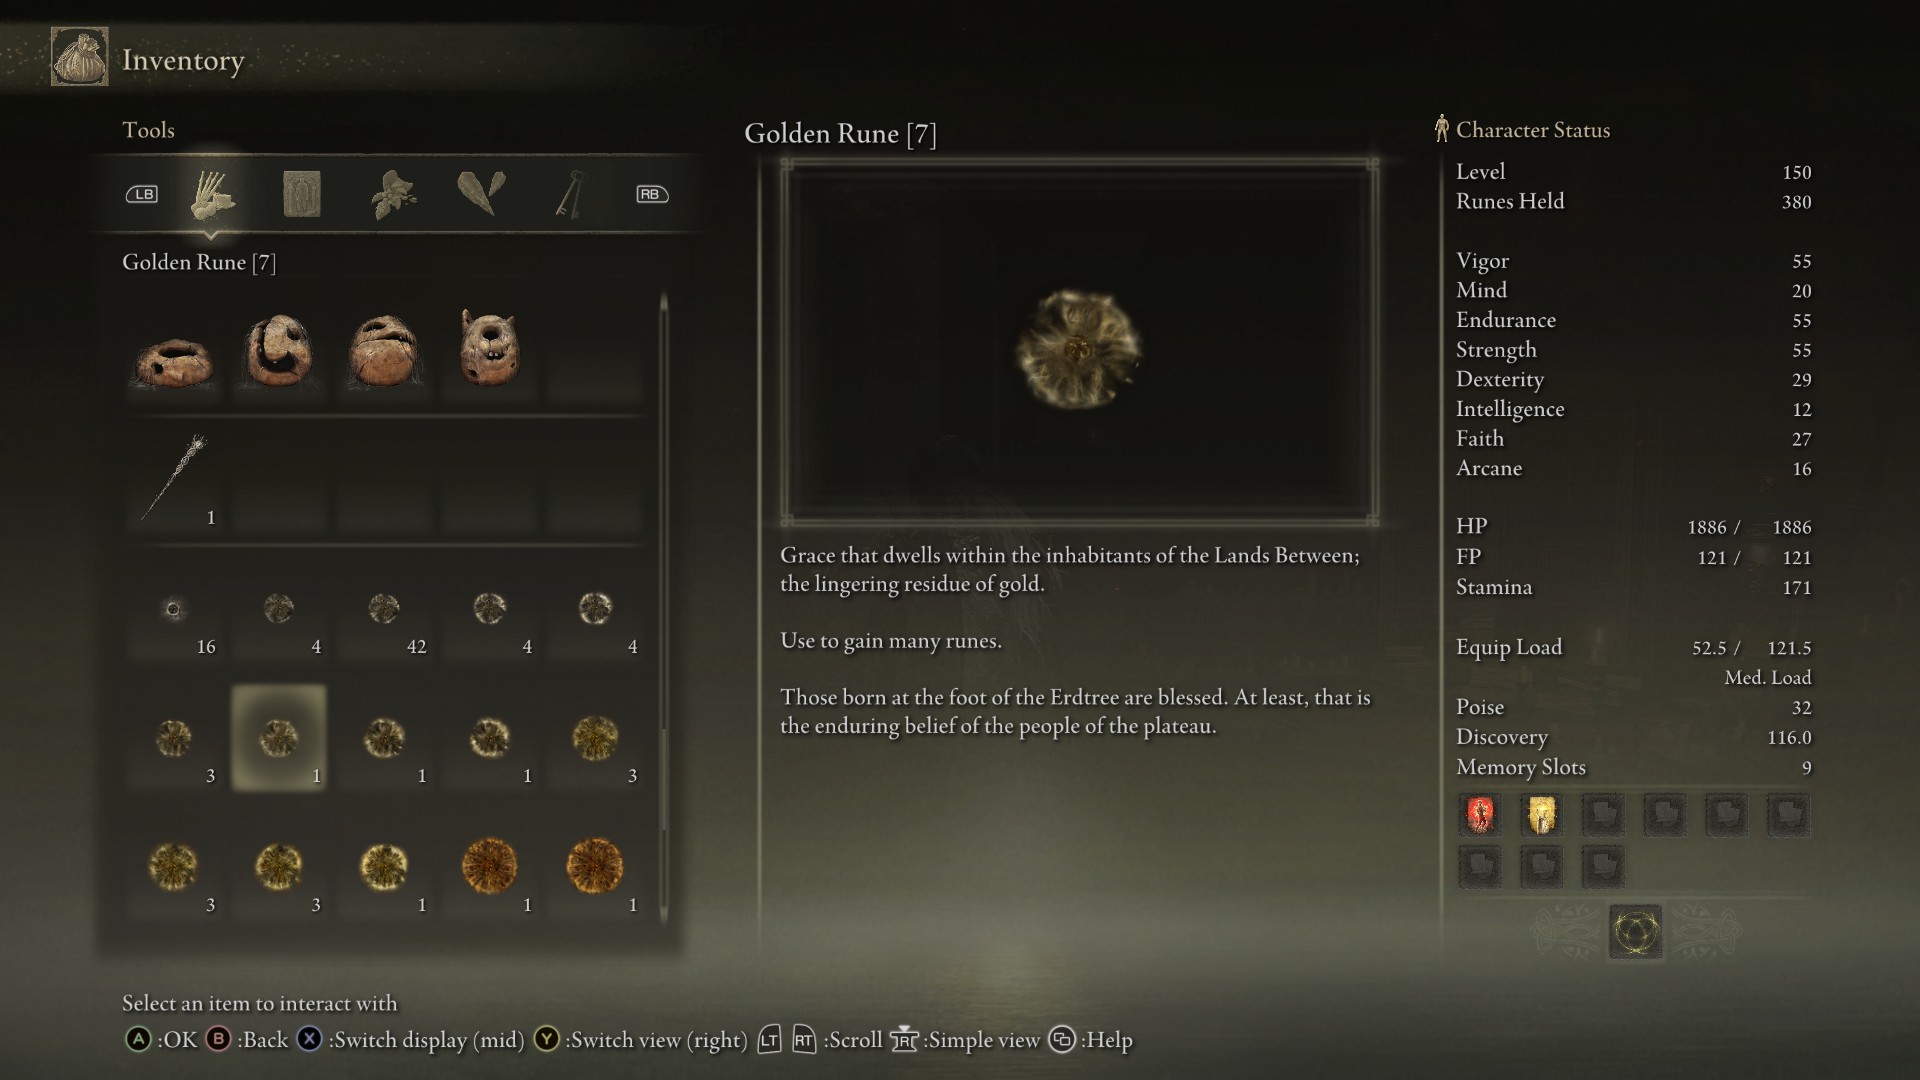 Inventory
Tools
LB
RB
Golden Rune [7]
1
16
4
42
4
4
3
1
1
1
3
3
3
1
1
1
Golden Rune [7]
Grace that dwells within the inhabitants of the Lands Between;
the lingering residue of gold.
Use to gain many runes.
Those born at the foot of the Erdtree are blessed. At least, that is
the enduring belief of the people of the plateau.
Character Status
Level 150
Runes Held 380
Vigor 55
Mind 20
Endurance 55
Strength 55
Dexterity 29
Intelligence 12
Faith 27
Arcane 16
HP 1886 / 1886
FP 121 / 121
Stamina 171
Equip Load 52.5 / 121.5
Med. Load
Poise 32
Discovery 116.0
Memory Slots 9
Select an item to interact with
A :OK B :Back X :Switch display (mid) Y :Switch view (right) LT RT :Scroll R :Simple view :Help